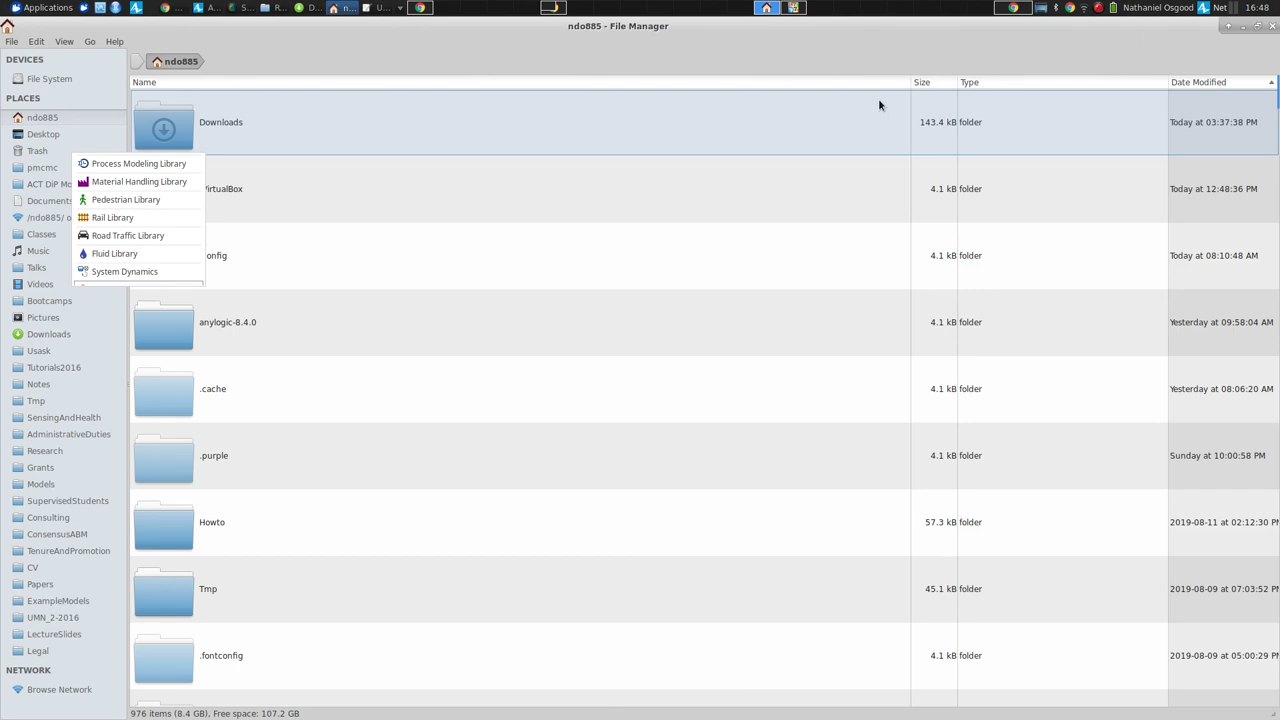 Applications
A...
S...
R...
D...
n...
U...
Nathaniel Osgood
Net
16:48
ndo885 - File Manager
File Edit View Go Help
DEVICES
File System
PLACES
ndo885
Desktop
Trash
pmcmc
ACT DiP Mo
Documents
/ndo885/ o
Classes
Music
Talks
Videos
Bootcamps
Pictures
Downloads
Usask
Tutorials2016
Notes
Tmp
SensingAndHealth
AdministrativeDuties
Research
Grants
Models
SupervisedStudents
Consulting
ConsensusABM
TenureAndPromotion
CV
Papers
ExampleModels
UMN_2-2016
LectureSlides
Legal
NETWORK
Browse Network
Process Modeling Library
Material Handling Library
Pedestrian Library
Rail Library
Road Traffic Library
Fluid Library
System Dynamics
ndo885
Name Size Type Date Modified
Downloads 143.4 kB folder Today at 03:37:38 PM
VirtualBox 4.1 kB folder Today at 12:48:36 PM
onfig 4.1 kB folder Today at 08:10:48 AM
anylogic-8.4.0 4.1 kB folder Yesterday at 09:58:04 AM
.cache 4.1 kB folder Yesterday at 08:06:20 AM
.purple 4.1 kB folder Sunday at 10:00:58 PM
Howto 57.3 kB folder 2019-08-11 at 02:12:30 PM
Tmp 45.1 kB folder 2019-08-09 at 07:03:52 PM
.fontconfig 4.1 kB folder 2019-08-09 at 05:00:29 PM
976 items (8.4 GB), Free space: 107.2 GB